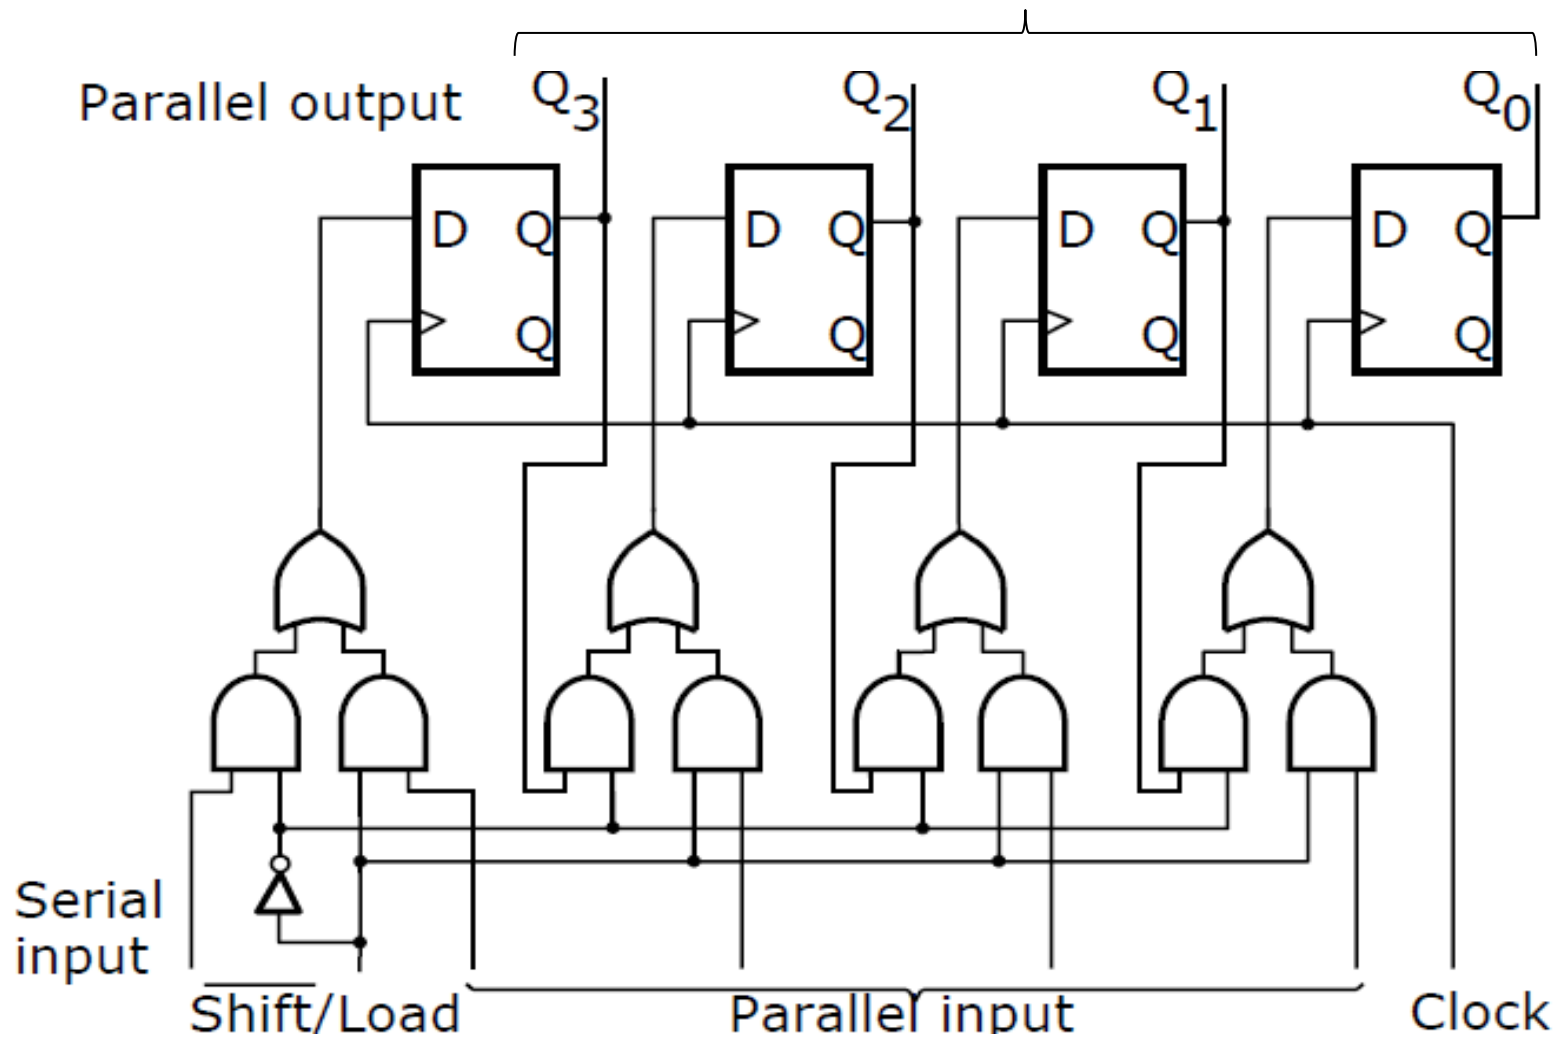 Parallel output
Q3 Q2 Q1 Q0
D Q D Q D Q D Q
Q Q Q Q
Serial
input
Shift/Load Parallel input Clock